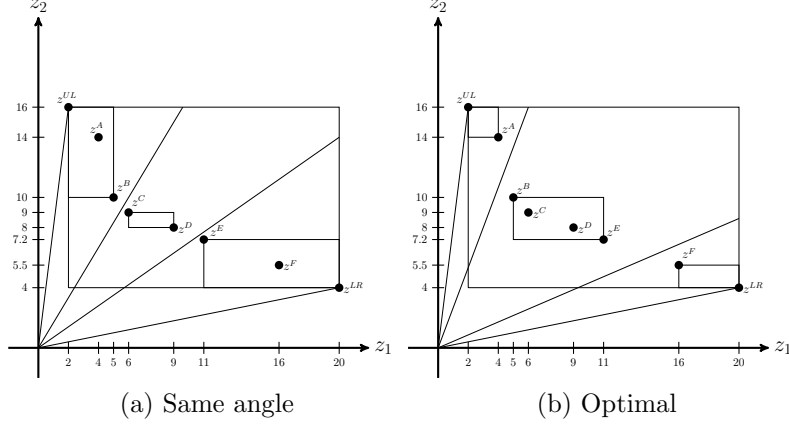 z₂
16
14
10
9
8
7.2
5.5
4
z^UL
z^A
z^B
z^C
z^D
z^E
z^F
z^LR
2 4 5 6 9 11 16 20
z₁
(a) Same angle
z₂
16
14
10
9
8
7.2
5.5
4
z^UL
z^A
z^B
z^C
z^D
z^E
z^F
z^LR
2 4 5 6 9 11 16 20
z₁
(b) Optimal